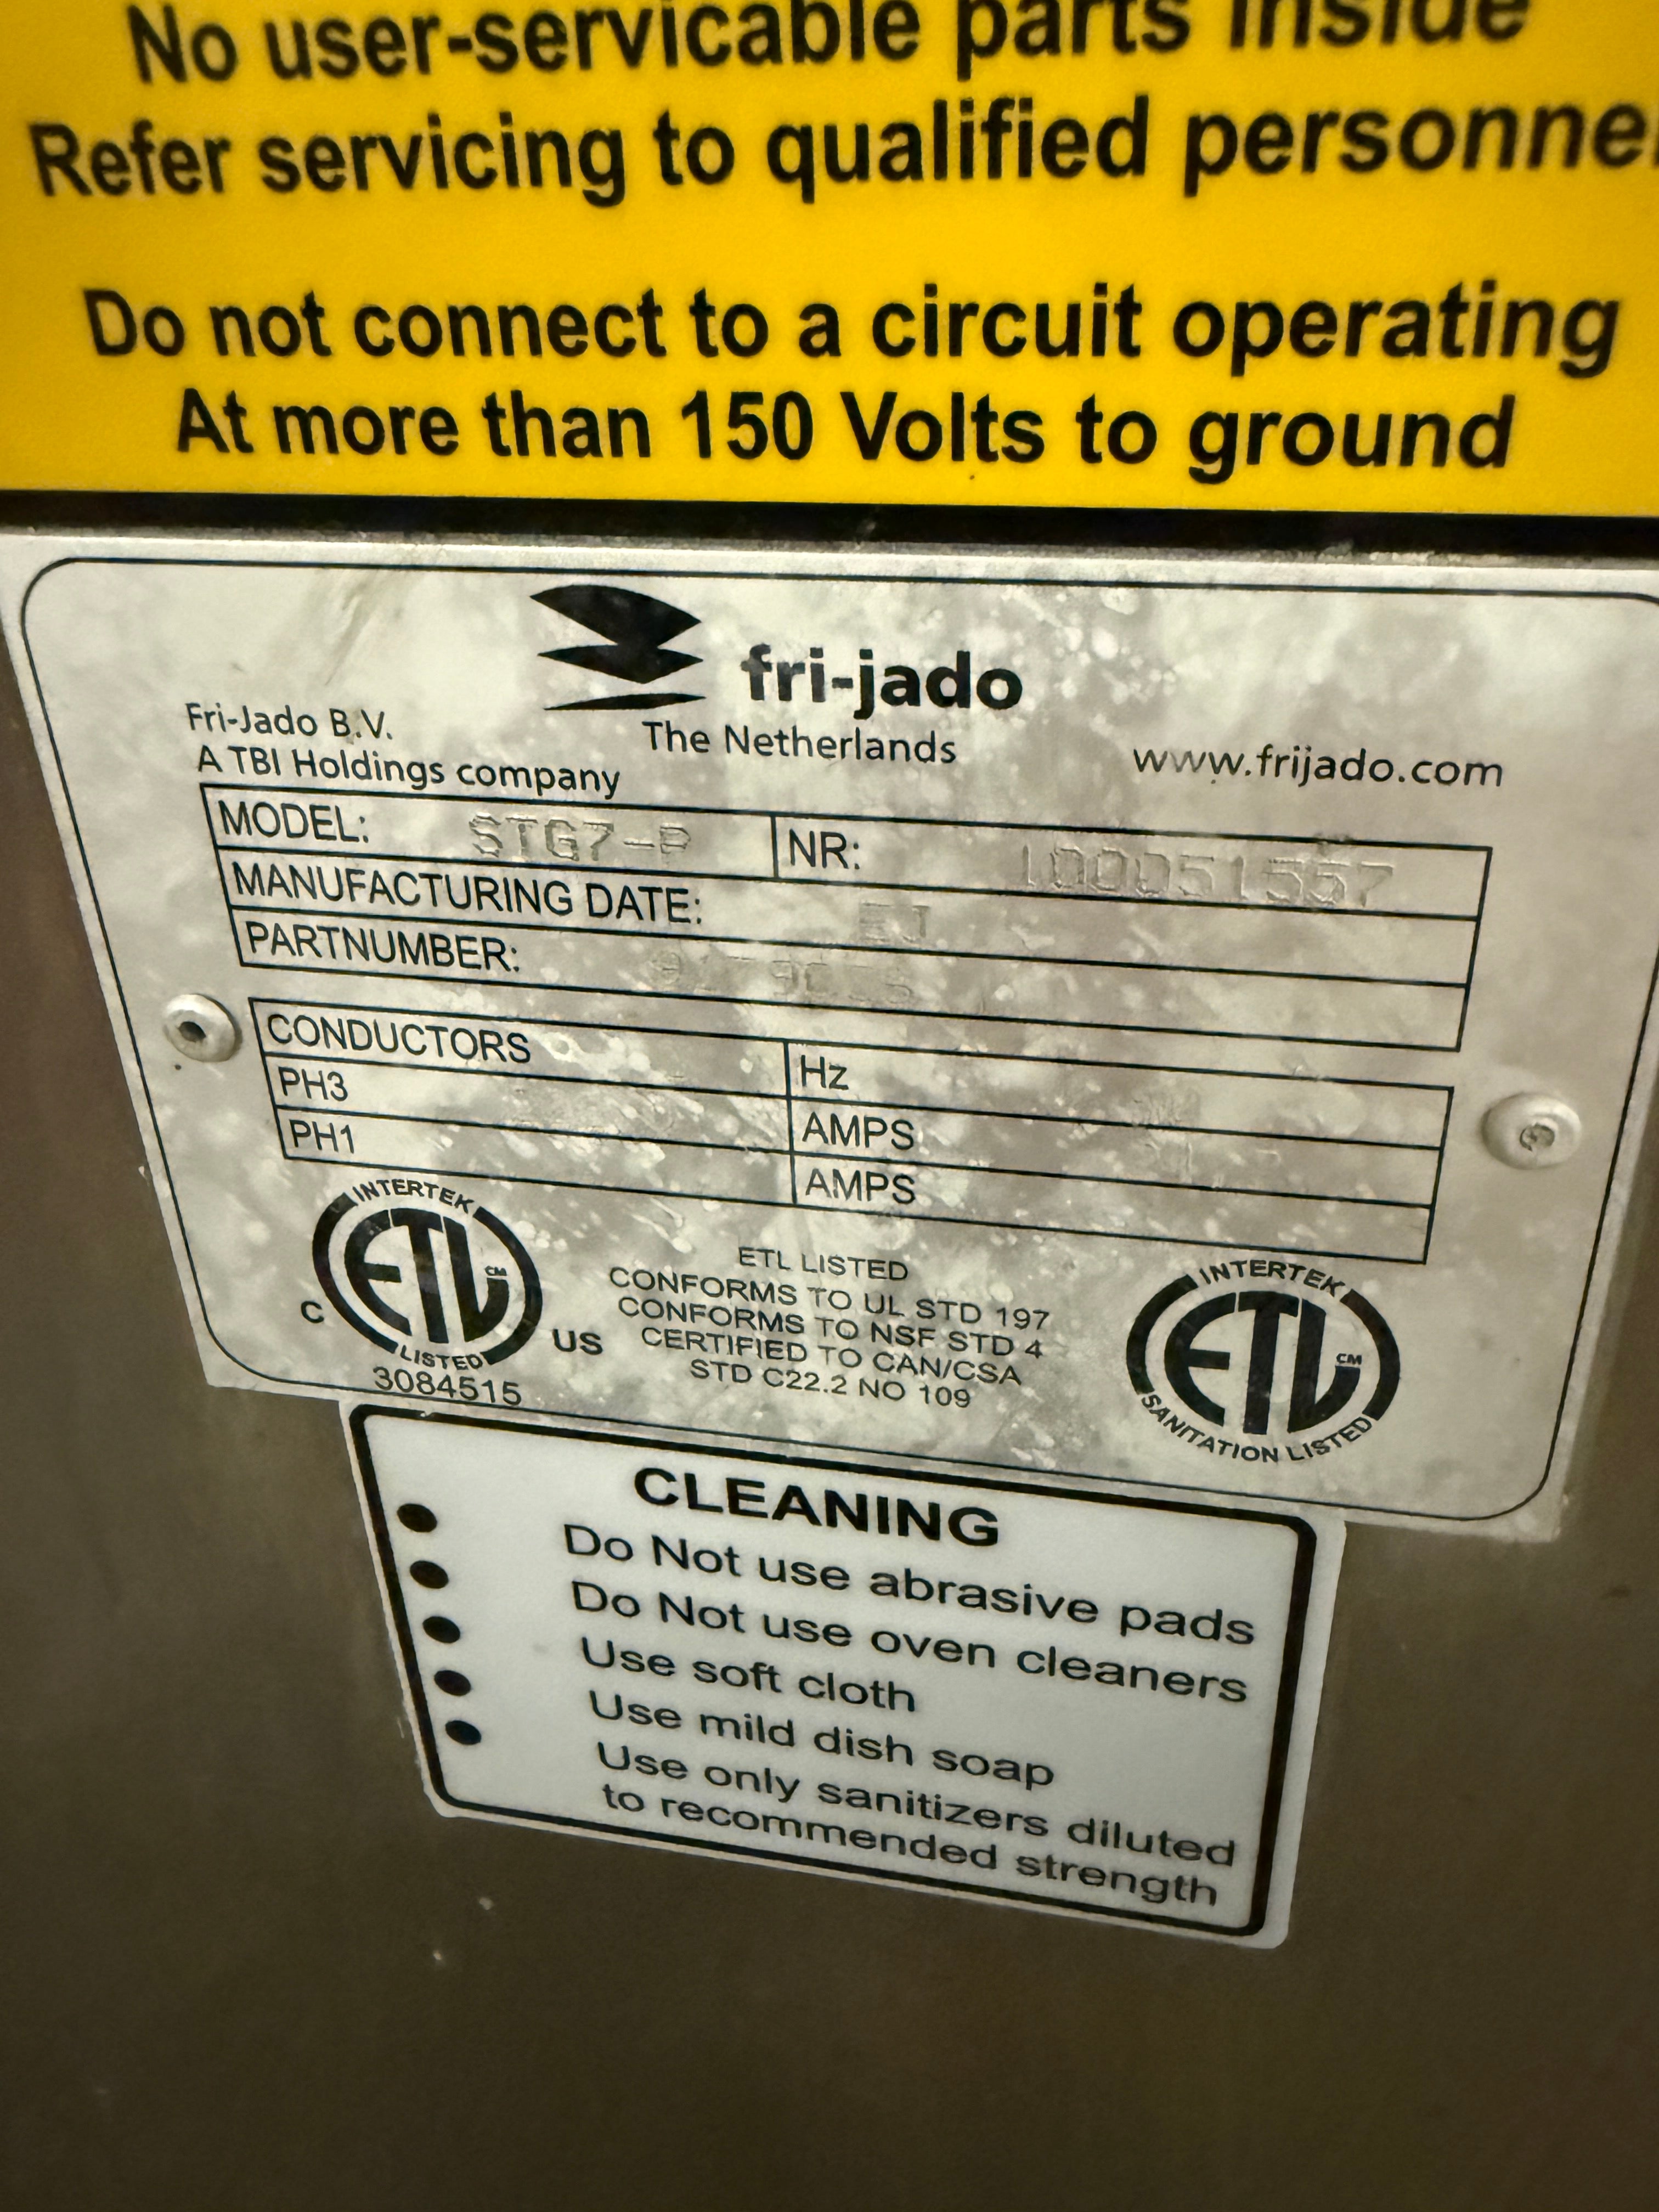 No user-servicable parts inside
Refer servicing to qualified personnel
Do not connect to a circuit operating
At more than 150 Volts to ground
fri-jado
The Netherlands
Fri-Jado B.V.
A TBI Holdings company
www.frijado.com
MODEL: STG7-P NR: 100051557
MANUFACTURING DATE: EJ
PARTNUMBER:
CONDUCTORS Hz
PH3 AMPS
PH1 AMPS
INTERTEK
ETL CM
LISTED
C US
3084515
ETL LISTED
CONFORMS TO UL STD 197
CONFORMS TO NSF STD 4
CERTIFIED TO CAN/CSA
STD C22.2 NO 109
INTERTEK
ETL CM
SANITATION LISTED
CLEANING
● Do Not use abrasive pads
● Do Not use oven cleaners
● Use soft cloth
● Use mild dish soap
● Use only sanitizers diluted
to recommended strength